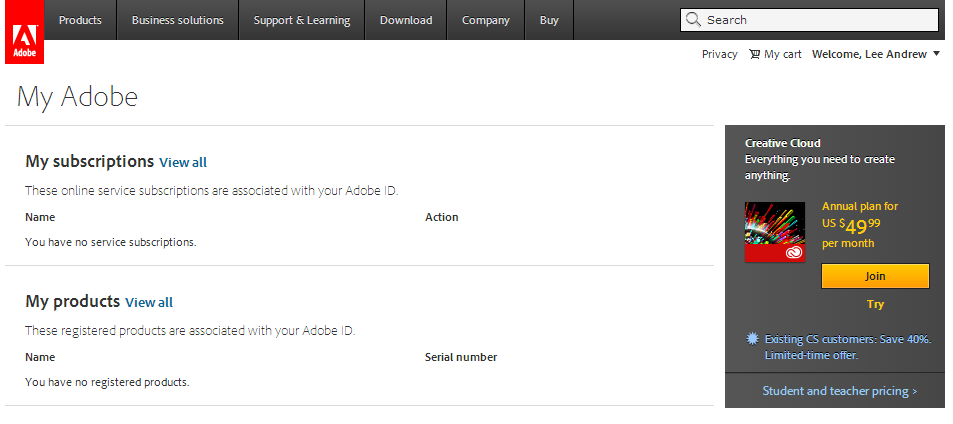 Products Business solutions Support & Learning Download Company Buy Search
Adobe
Privacy My cart Welcome, Lee Andrew
My Adobe
My subscriptions View all
These online service subscriptions are associated with your Adobe ID.
Name Action
You have no service subscriptions.
My products View all
These registered products are associated with your Adobe ID.
Name Serial number
You have no registered products.
Creative Cloud
Everything you need to create
anything.
Annual plan for
US $49.99
per month
Join
Try
Existing CS customers: Save 40%.
Limited-time offer.
Student and teacher pricing ›